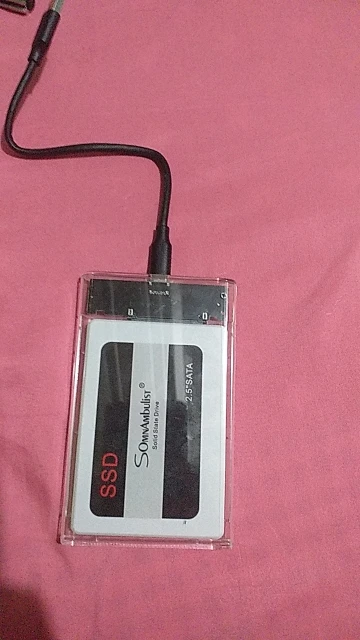 SSD
SOMNAMBULIST®
Solid State Drive
2.5"SATA